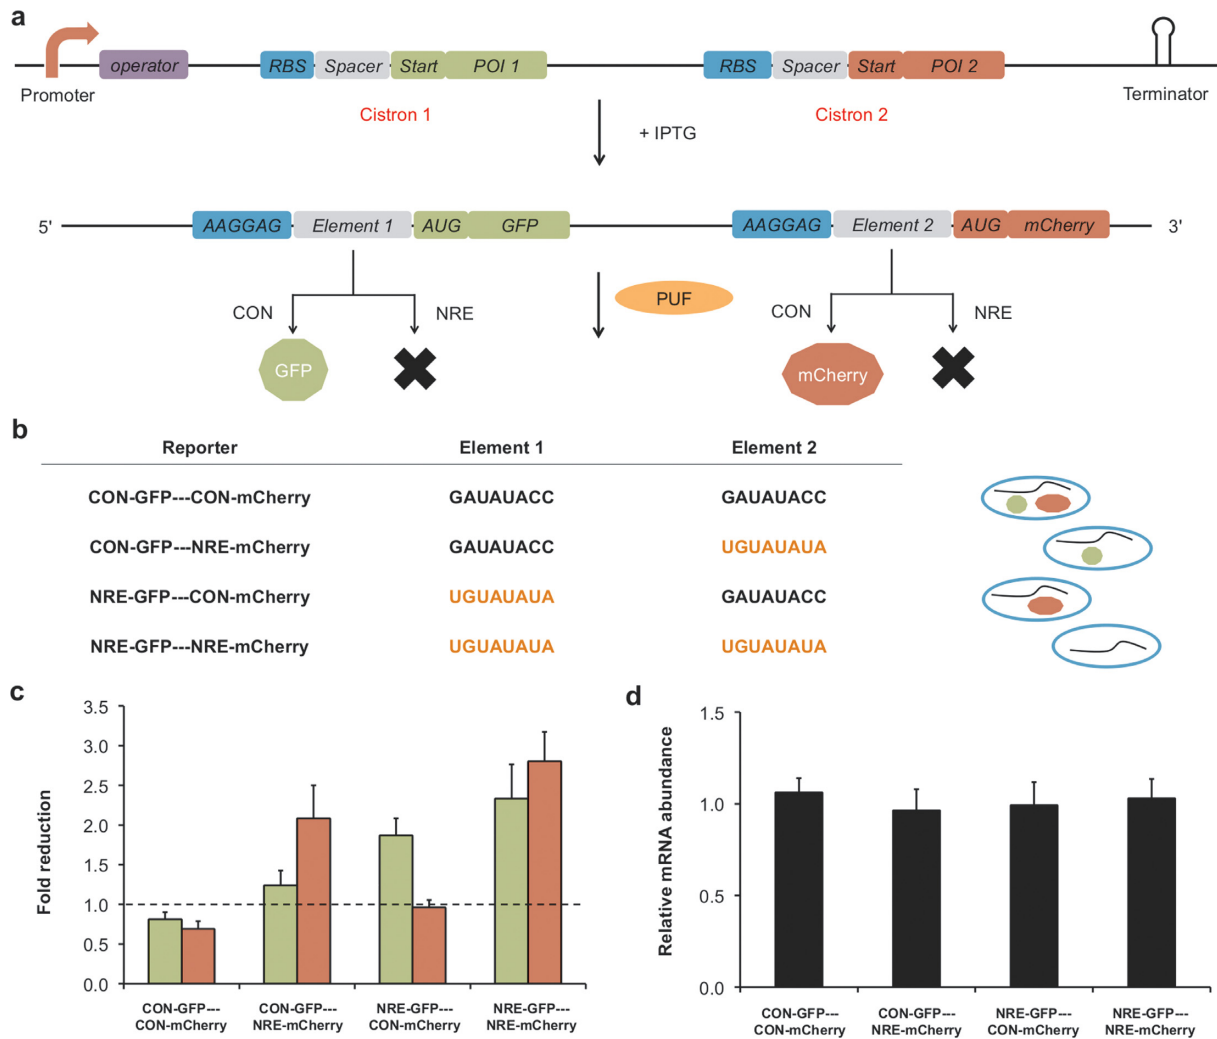 a
operator RBS Spacer Start POI 1 RBS Spacer Start POI 2
Promoter Terminator
Cistron 1 Cistron 2
+ IPTG
5' AAGGAG Element 1 AUG GFP AAGGAG Element 2 AUG mCherry 3'
PUF
CON NRE CON NRE
GFP mCherry
b
Reporter Element 1 Element 2
CON-GFP---CON-mCherry GAUAUACC GAUAUACC
CON-GFP---NRE-mCherry GAUAUACC UGUAUAUA
NRE-GFP---CON-mCherry UGUAUAUA GAUAUACC
NRE-GFP---NRE-mCherry UGUAUAUA UGUAUAUA
c
Fold reduction
3.5
3.0
2.5
2.0
1.5
1.0
0.5
0.0
CON-GFP---
CON-mCherry
CON-GFP---
NRE-mCherry
NRE-GFP---
CON-mCherry
NRE-GFP---
NRE-mCherry
d
Relative mRNA abundance
1.5
1.0
0.5
0.0
CON-GFP---
CON-mCherry
CON-GFP---
NRE-mCherry
NRE-GFP---
CON-mCherry
NRE-GFP---
NRE-mCherry